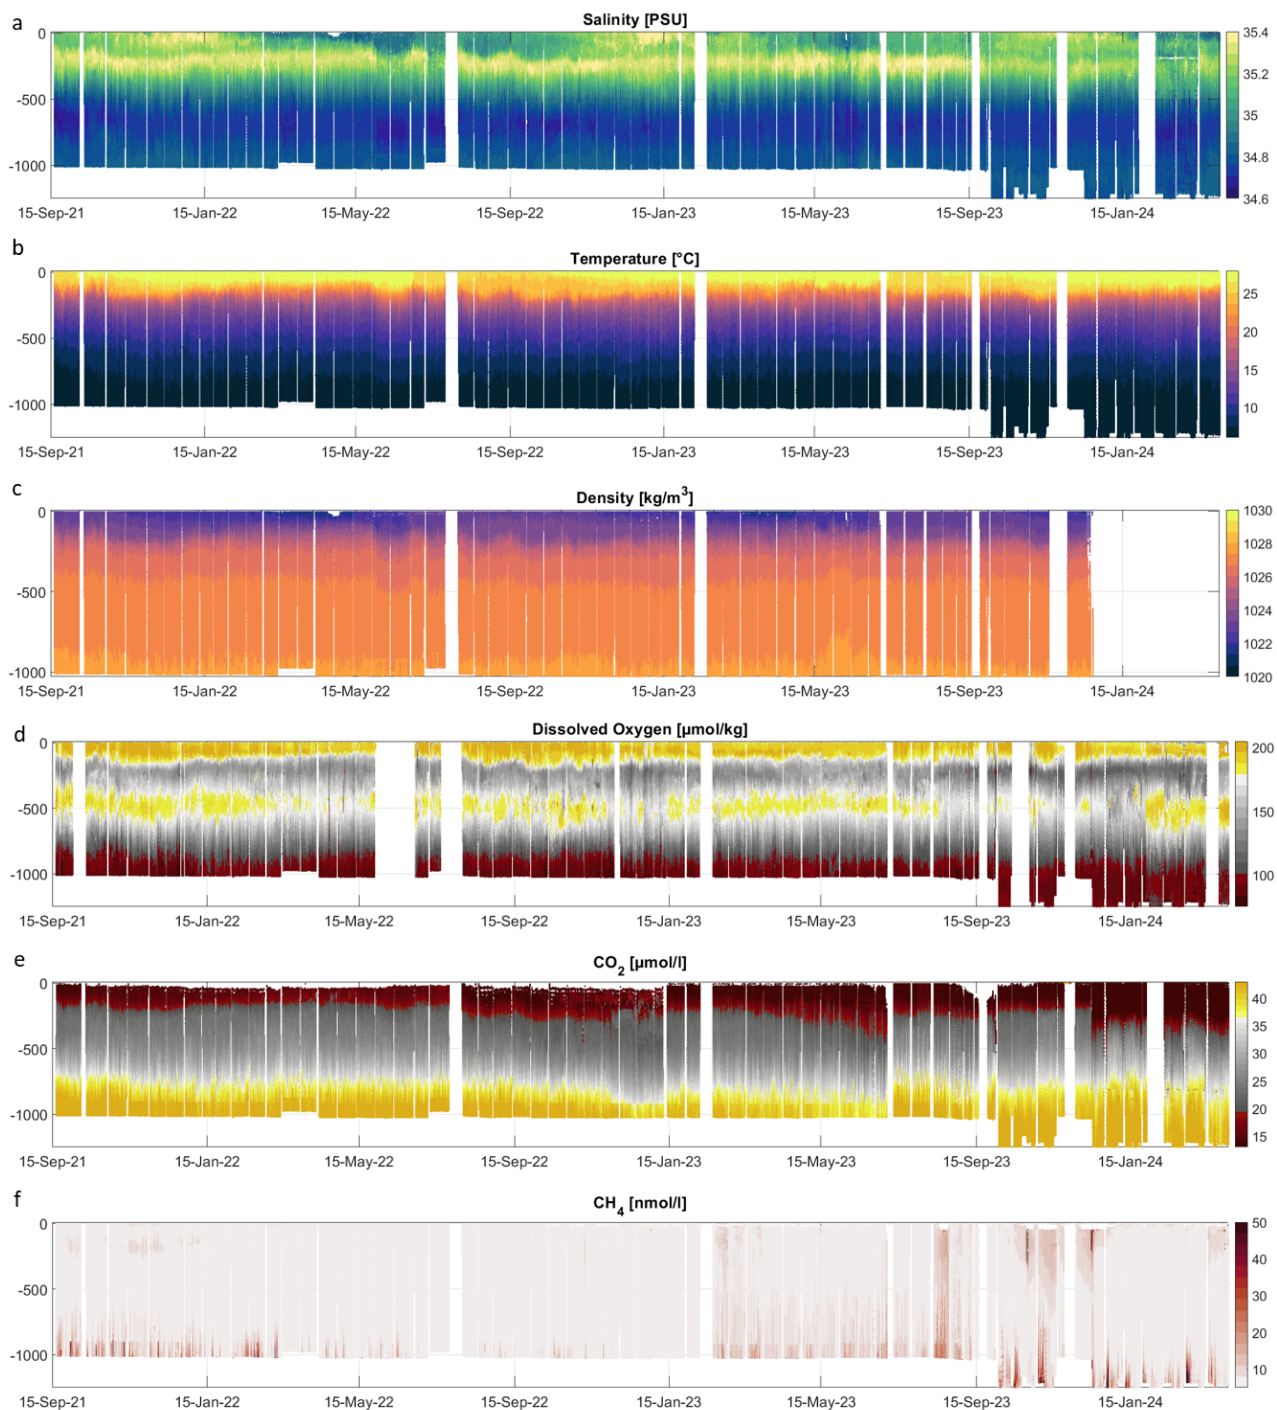 a
Salinity [PSU]
0
-500
-1000
35.4
35.2
35
34.8
34.6
15-Sep-21 15-Jan-22 15-May-22 15-Sep-22 15-Jan-23 15-May-23 15-Sep-23 15-Jan-24
b
Temperature [°C]
0
-500
-1000
25
20
15
10
15-Sep-21 15-Jan-22 15-May-22 15-Sep-22 15-Jan-23 15-May-23 15-Sep-23 15-Jan-24
c
Density [kg/m³]
0
-500
-1000
1030
1028
1026
1024
1022
1020
15-Sep-21 15-Jan-22 15-May-22 15-Sep-22 15-Jan-23 15-May-23 15-Sep-23 15-Jan-24
d
Dissolved Oxygen [µmol/kg]
0
-500
-1000
200
150
100
15-Sep-21 15-Jan-22 15-May-22 15-Sep-22 15-Jan-23 15-May-23 15-Sep-23 15-Jan-24
e
CO₂ [µmol/l]
0
-500
-1000
40
35
30
25
20
15
15-Sep-21 15-Jan-22 15-May-22 15-Sep-22 15-Jan-23 15-May-23 15-Sep-23 15-Jan-24
f
CH₄ [nmol/l]
0
-500
-1000
50
40
30
20
10
15-Sep-21 15-Jan-22 15-May-22 15-Sep-22 15-Jan-23 15-May-23 15-Sep-23 15-Jan-24